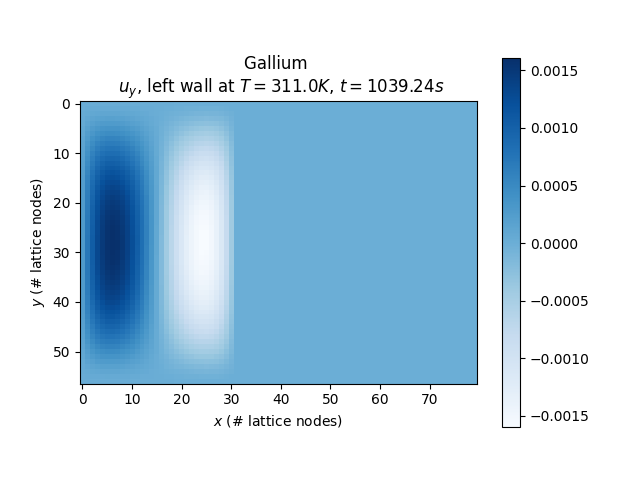 Gallium
u_y, left wall at T = 311.0K, t = 1039.24s
0
10
20
30
40
50
y (# lattice nodes)
0 10 20 30 40 50 60 70
x (# lattice nodes)
0.0015
0.0010
0.0005
0.0000
−0.0005
−0.0010
−0.0015